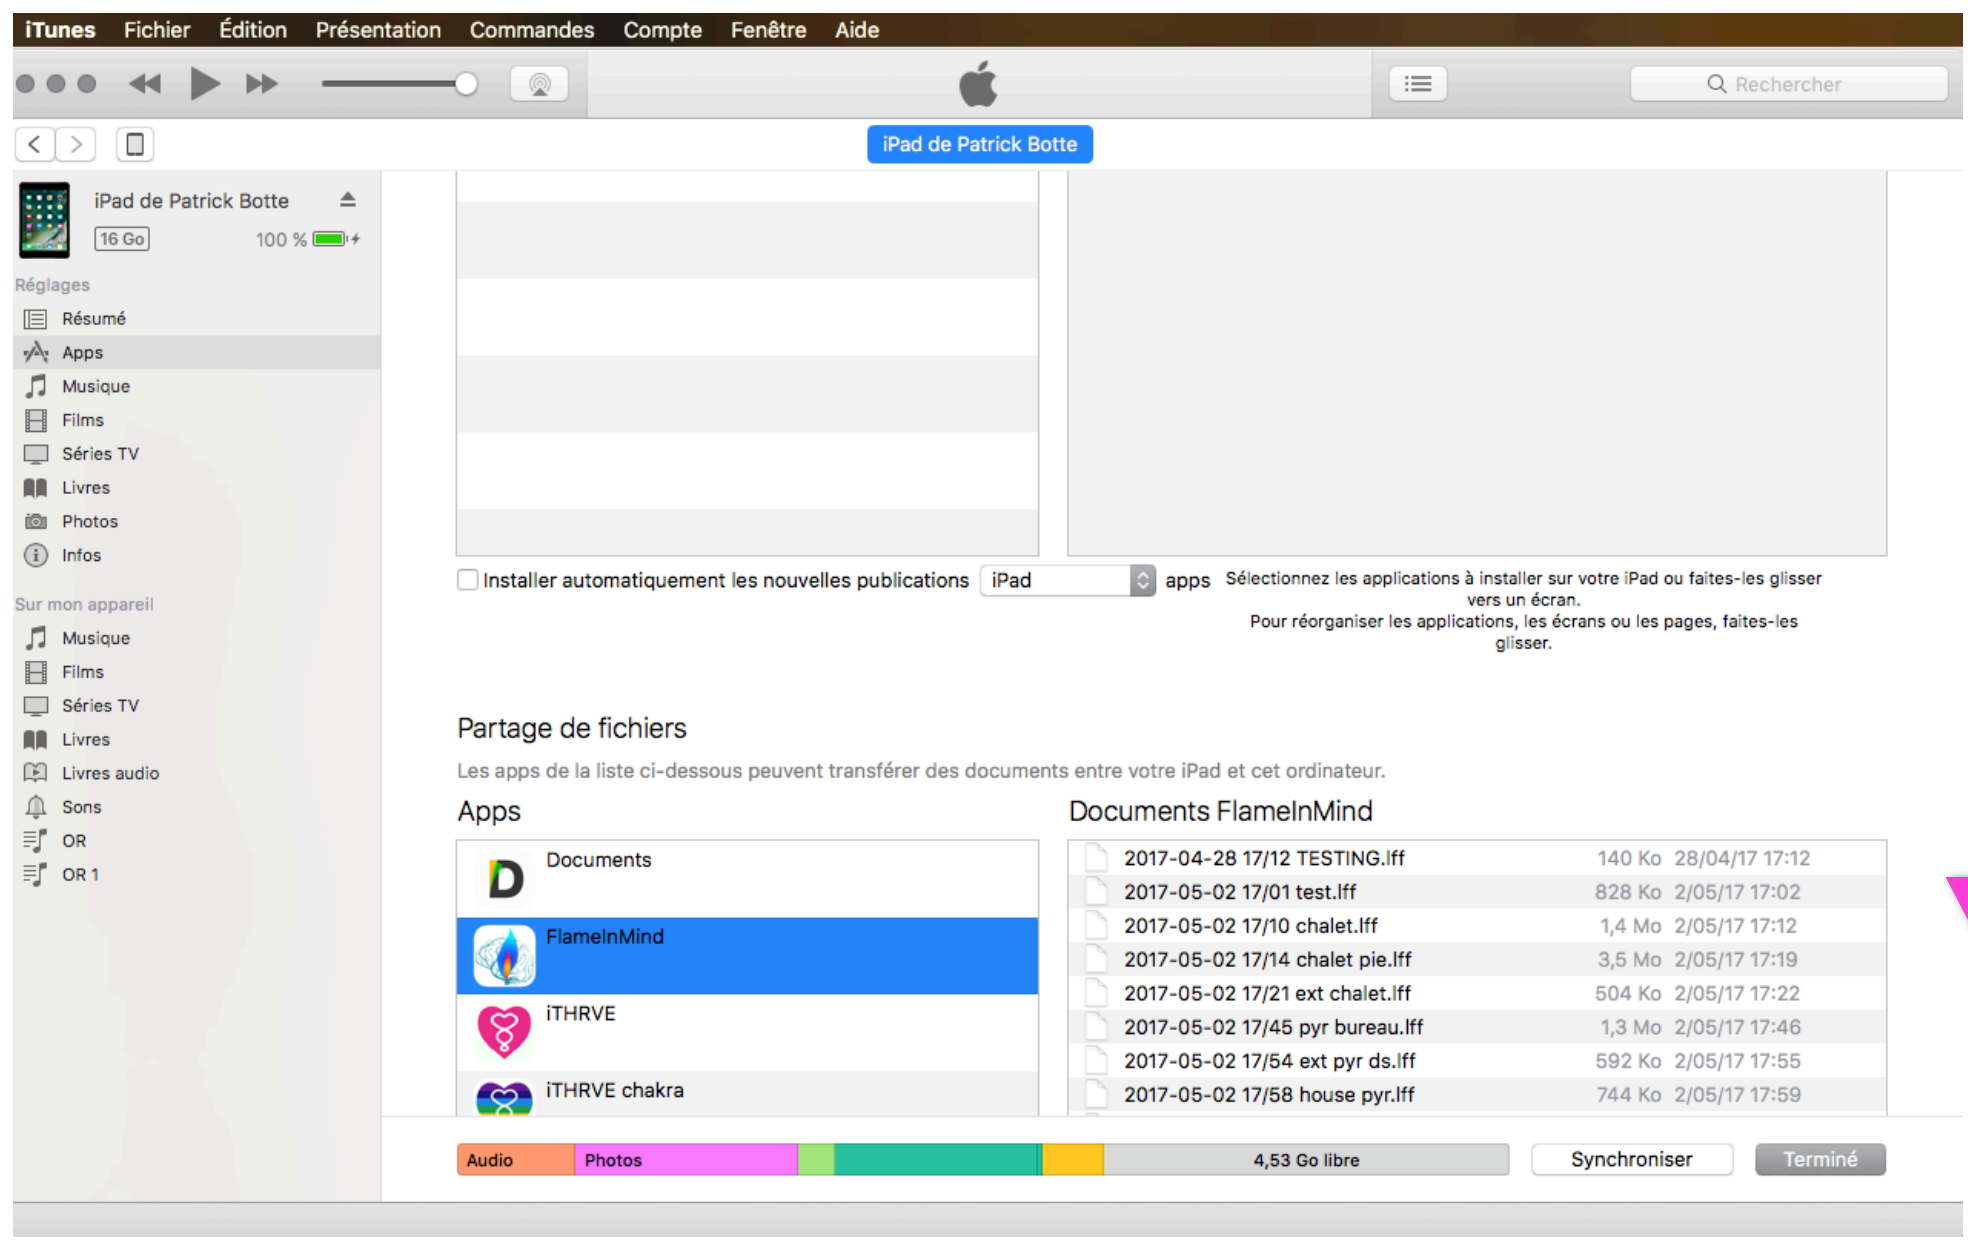 iTunes Fichier Édition Présentation Commandes Compte Fenêtre Aide
Rechercher
iPad de Patrick Botte
iPad de Patrick Botte
16 Go 100 %
Réglages
Résumé
Apps
Musique
Films
Séries TV
Livres
Photos
Infos
Sur mon appareil
Musique
Films
Séries TV
Livres
Livres audio
Sons
OR
OR 1
Installer automatiquement les nouvelles publications iPad apps
Sélectionnez les applications à installer sur votre iPad ou faites-les glisser
vers un écran.
Pour réorganiser les applications, les écrans ou les pages, faites-les
glisser.
Partage de fichiers
Les apps de la liste ci-dessous peuvent transférer des documents entre votre iPad et cet ordinateur.
Apps
Documents
FlameInMind
iTHRVE
iTHRVE chakra
Documents FlameInMind
2017-04-28 17/12 TESTING.lff 140 Ko 28/04/17 17:12
2017-05-02 17/01 test.lff 828 Ko 2/05/17 17:02
2017-05-02 17/10 chalet.lff 1,4 Mo 2/05/17 17:12
2017-05-02 17/14 chalet pie.lff 3,5 Mo 2/05/17 17:19
2017-05-02 17/21 ext chalet.lff 504 Ko 2/05/17 17:22
2017-05-02 17/45 pyr bureau.lff 1,3 Mo 2/05/17 17:46
2017-05-02 17/54 ext pyr ds.lff 592 Ko 2/05/17 17:55
2017-05-02 17/58 house pyr.lff 744 Ko 2/05/17 17:59
Audio Photos 4,53 Go libre Synchroniser Terminé